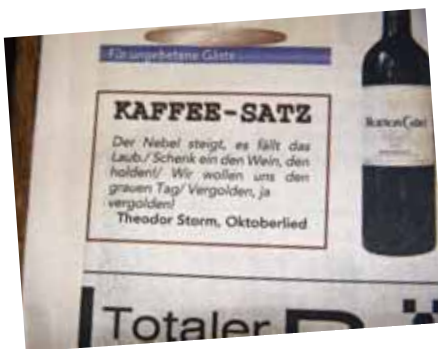 Für ungebetene Gäste
KAFFEE-SATZ
Der Nebel steigt, es fällt das
Laub./ Schenk ein den Wein, den
holden!/ Wir wollen uns den
grauen Tag/ Vergolden, ja
vergolden!
Theodor Storm, Oktoberlied
Totaler